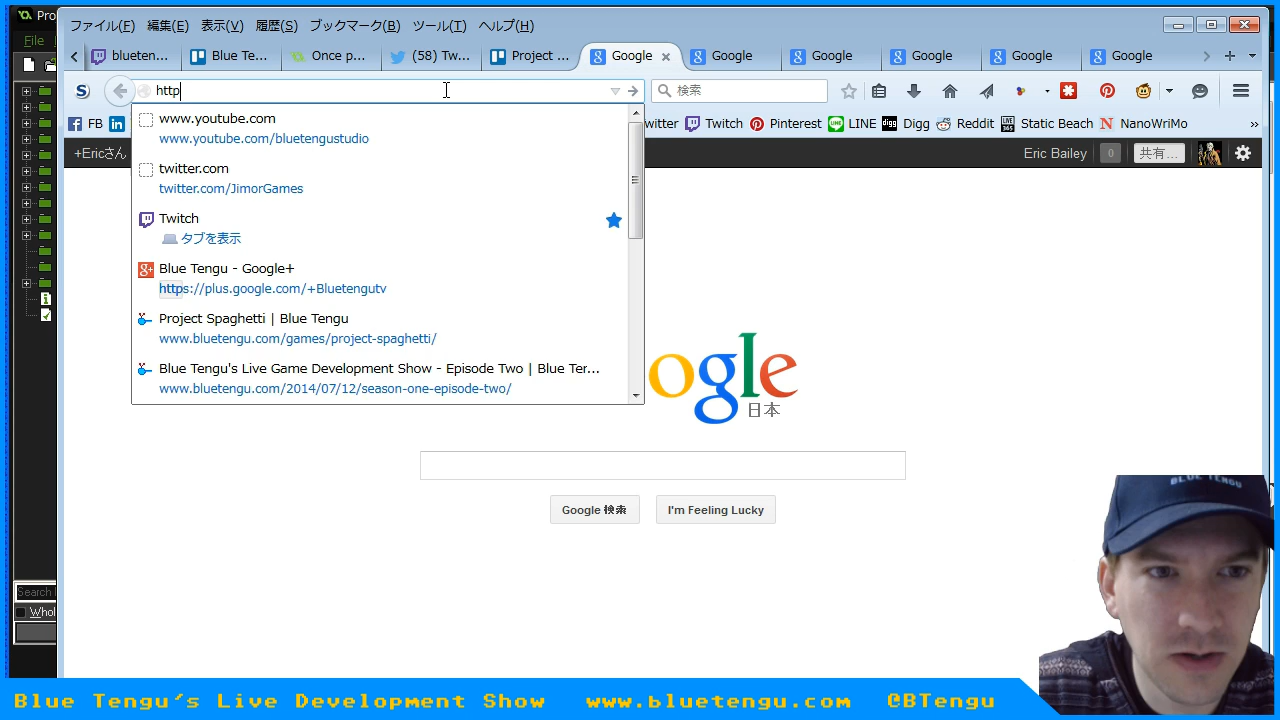 Pro
File
ファイル(F) 編集(E) 表示(V) 履歴(S) ブックマーク(B) ツール(T) ヘルプ(H)
blueten... Blue Te... Once p... (58) Tw... Project ... Google Google Google Google Google Google
http 検索
FB witter Twitch Pinterest LINE Digg Reddit Static Beach NanoWriMo
+Ericさん Eric Bailey 0 共有...
www.youtube.com
www.youtube.com/bluetengustudio
twitter.com
twitter.com/JimorGames
Twitch
タブを表示
Blue Tengu - Google+
https://plus.google.com/+Bluetengutv
Project Spaghetti | Blue Tengu
www.bluetengu.com/games/project-spaghetti/
Blue Tengu's Live Game Development Show - Episode Two | Blue Ter...
www.bluetengu.com/2014/07/12/season-one-episode-two/
ogle
日本
Google 検索 I'm Feeling Lucky
BLUE TENGU
Search
Whol
Blue Tengu's Live Development Show www.bluetengu.com @BTengu